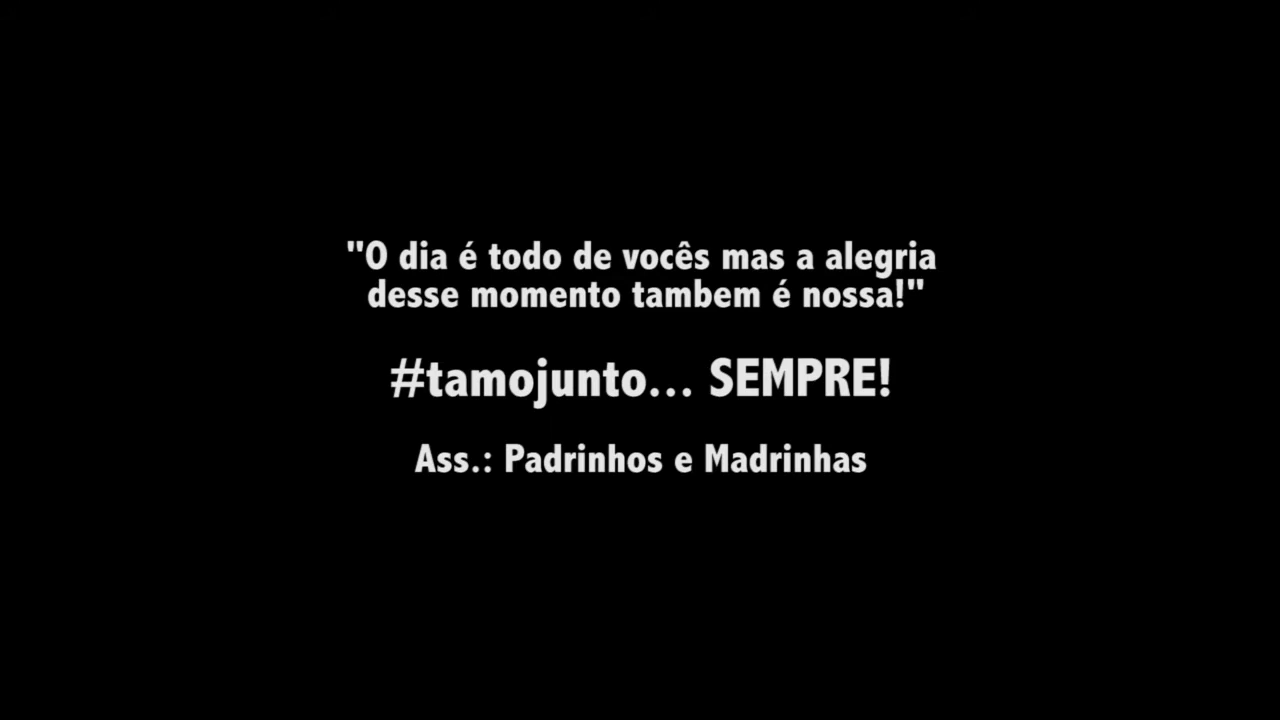 "O dia é todo de vocês mas a alegria
desse momento tambem é nossa!"
#tamojunto... SEMPRE!
Ass.: Padrinhos e Madrinhas